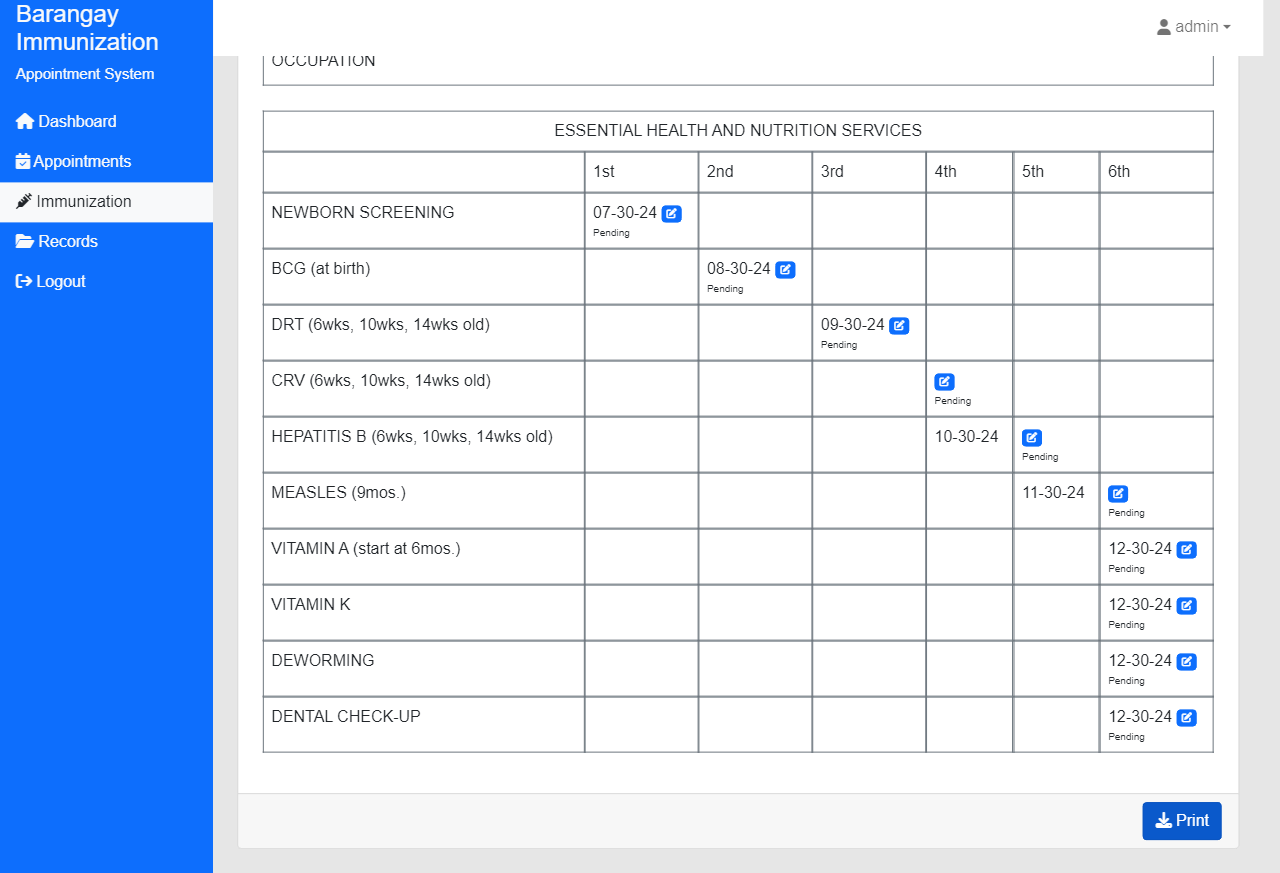 Barangay
Immunization
Appointment System
admin
Dashboard
Appointments
Immunization
Records
Logout
OCCUPATION
ESSENTIAL HEALTH AND NUTRITION SERVICES
1st 2nd 3rd 4th 5th 6th
NEWBORN SCREENING 07-30-24
Pending
BCG (at birth) 08-30-24
Pending
DRT (6wks, 10wks, 14wks old) 09-30-24
Pending
CRV (6wks, 10wks, 14wks old)
Pending
HEPATITIS B (6wks, 10wks, 14wks old) 10-30-24
Pending
MEASLES (9mos.) 11-30-24
Pending
VITAMIN A (start at 6mos.) 12-30-24
Pending
VITAMIN K 12-30-24
Pending
DEWORMING 12-30-24
Pending
DENTAL CHECK-UP 12-30-24
Pending
Print